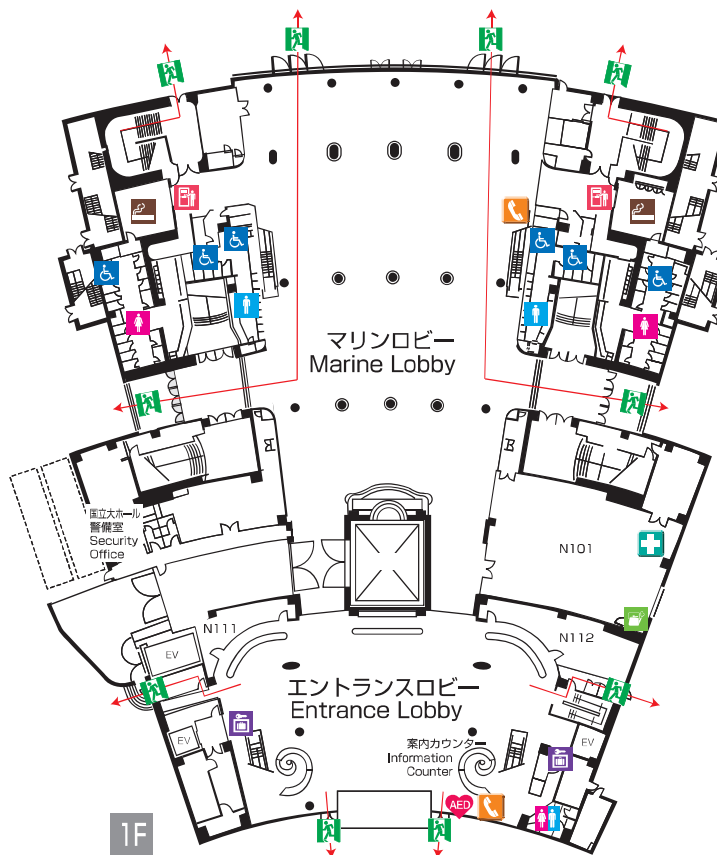 マリンロビー
Marine Lobby
国立大ホール
警備室
Security
Office
N101
N111
N112
EV
エントランスロビー
Entrance Lobby
EV
EV
案内カウンター
Information
Counter
AED
1F